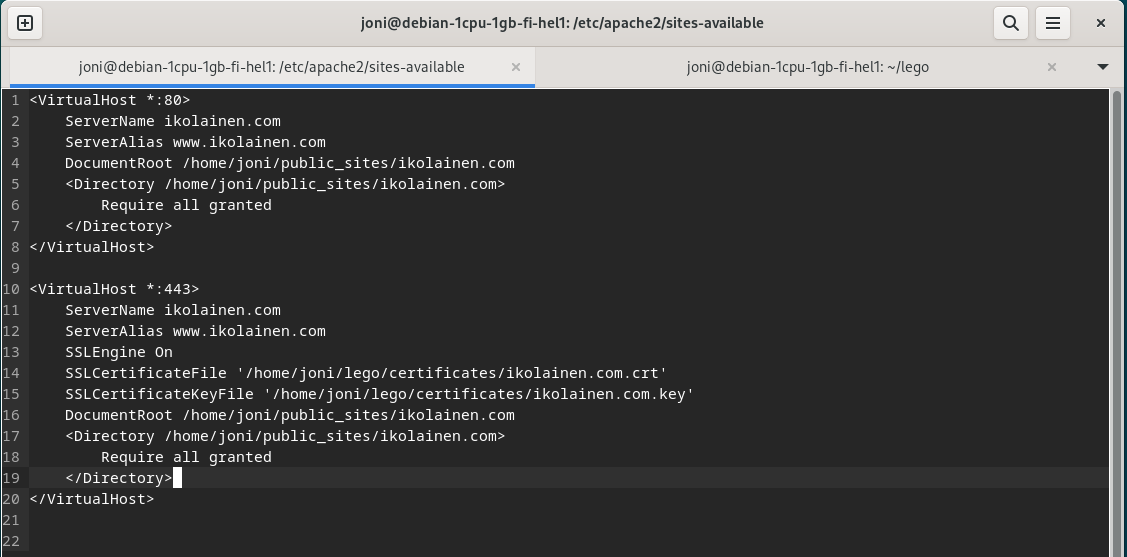 joni@debian-1cpu-1gb-fi-hel1: /etc/apache2/sites-available
joni@debian-1cpu-1gb-fi-hel1: /etc/apache2/sites-available
joni@debian-1cpu-1gb-fi-hel1: ~/lego
1 <VirtualHost *:80>
2     ServerName ikolainen.com
3     ServerAlias www.ikolainen.com
4     DocumentRoot /home/joni/public_sites/ikolainen.com
5     <Directory /home/joni/public_sites/ikolainen.com>
6         Require all granted
7     </Directory>
8 </VirtualHost>
9
10 <VirtualHost *:443>
11     ServerName ikolainen.com
12     ServerAlias www.ikolainen.com
13     SSLEngine On
14     SSLCertificateFile '/home/joni/lego/certificates/ikolainen.com.crt'
15     SSLCertificateKeyFile '/home/joni/lego/certificates/ikolainen.com.key'
16     DocumentRoot /home/joni/public_sites/ikolainen.com
17     <Directory /home/joni/public_sites/ikolainen.com>
18         Require all granted
19     </Directory>
20 </VirtualHost>
21
22